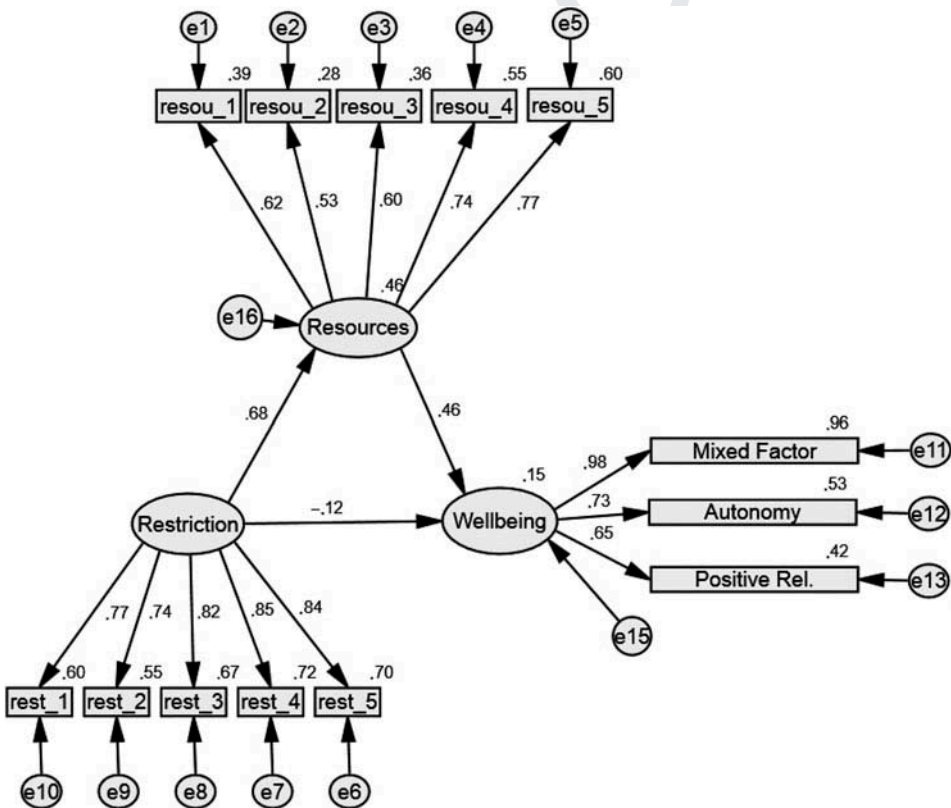 e1 e2 e3 e4 e5
.39 .28 .36 .55 .60
resou_1 resou_2 resou_3 resou_4 resou_5
.62 .53 .60 .74 .77
.46
e16 Resources
.68 .46
.96
Mixed Factor e11
.15 .98
.53
Restriction –.12 Wellbeing .73 Autonomy e12
.65 .42
Positive Rel. e13
e15
.77 .74 .82 .85 .84
.60 .55 .67 .72 .70
rest_1 rest_2 rest_3 rest_4 rest_5
e10 e9 e8 e7 e6